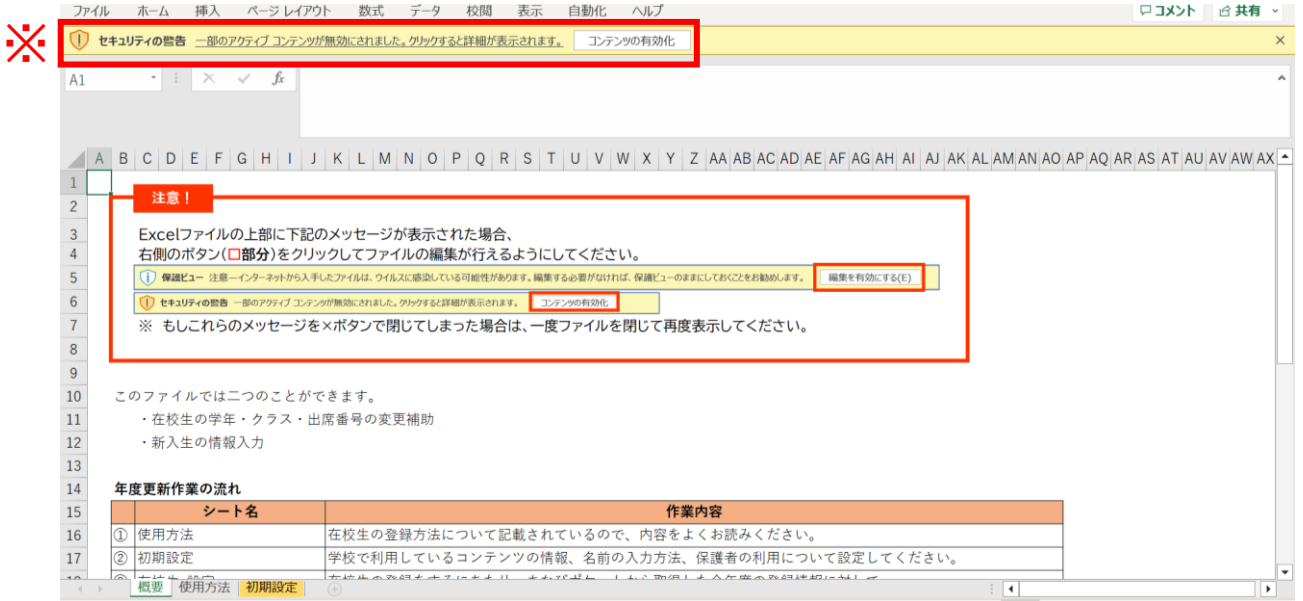 ファイル ホーム 挿入 ページ レイアウト 数式 データ 校閲 表示 自動化 ヘルプ コメント 共有
※
セキュリティの警告 一部のアクティブ コンテンツが無効にされました。クリックすると詳細が表示されます。 コンテンツの有効化
A1 fx
A B C D E F G H I J K L M N O P Q R S T U V W X Y Z AA AB AC AD AE AF AG AH AI AJ AK AL AM AN AO AP AQ AR AS AT AU AV AW AX
1
注意！
2
3 Excelファイルの上部に下記のメッセージが表示された場合、
4 右側のボタン(□部分)をクリックしてファイルの編集が行えるようにしてください。
5 保護ビュー 注意—インターネットから入手したファイルは、ウイルスに感染している可能性があります。編集する必要がなければ、保護ビューのままにしておくことをお勧めします。 編集を有効にする(E)
6 セキュリティの警告 一部のアクティブ コンテンツが無効にされました。クリックすると詳細が表示されます。 コンテンツの有効化
7 ※ もしこれらのメッセージを×ボタンで閉じてしまった場合は、一度ファイルを閉じて再度表示してください。
8
9
10 このファイルでは二つのことができます。
11 ・在校生の学年・クラス・出席番号の変更補助
12 ・新入生の情報入力
13
14 年度更新作業の流れ
15 シート名 作業内容
16 ① 使用方法 在校生の登録方法について記載されているので、内容をよくお読みください。
17 ② 初期設定 学校で利用しているコンテンツの情報、名前の入力方法、保護者の利用について設定してください。
概要 使用方法 初期設定